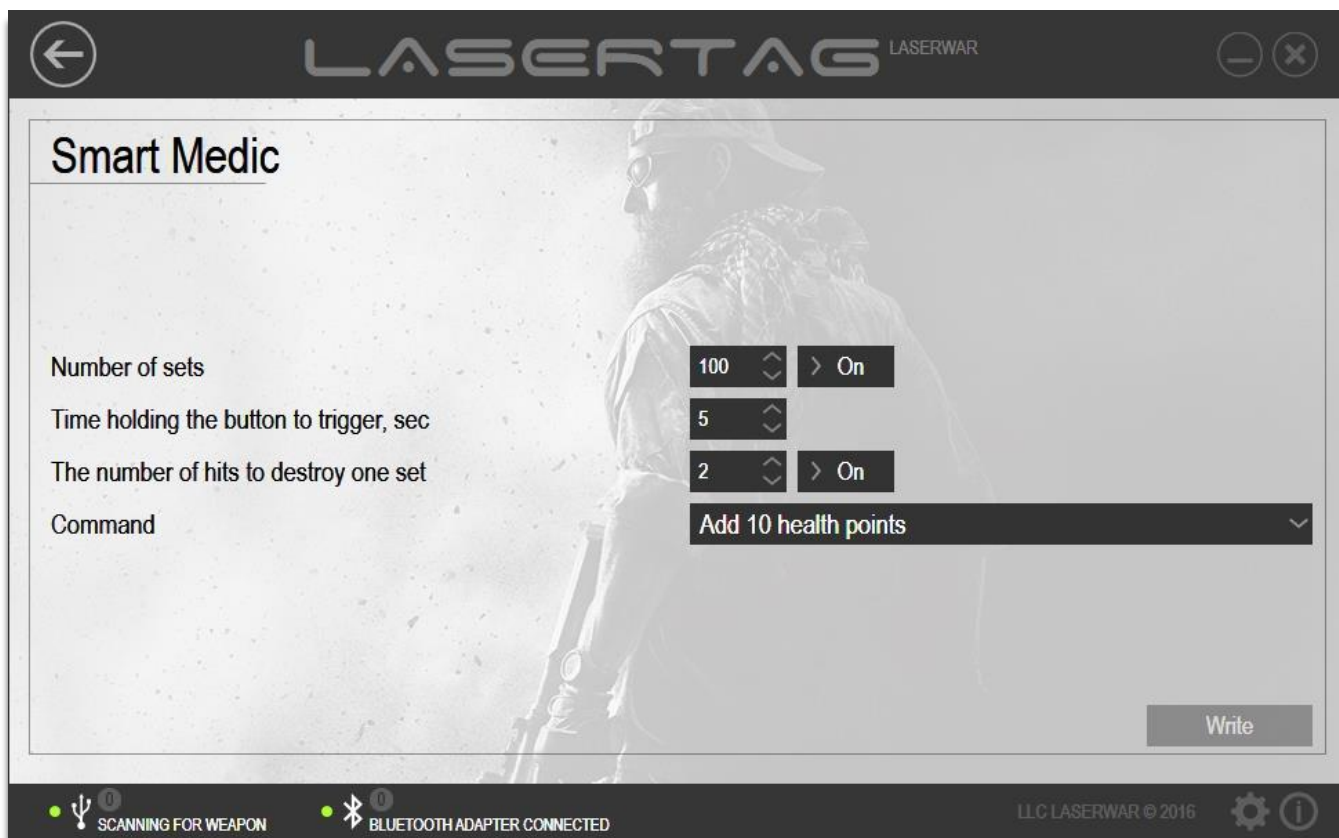 LASERTAG LASERWAR
Smart Medic
Number of sets 100 On
Time holding the button to trigger, sec 5
The number of hits to destroy one set 2 On
Command Add 10 health points
Write
0 0
SCANNING FOR WEAPON BLUETOOTH ADAPTER CONNECTED LLC LASERWAR © 2016